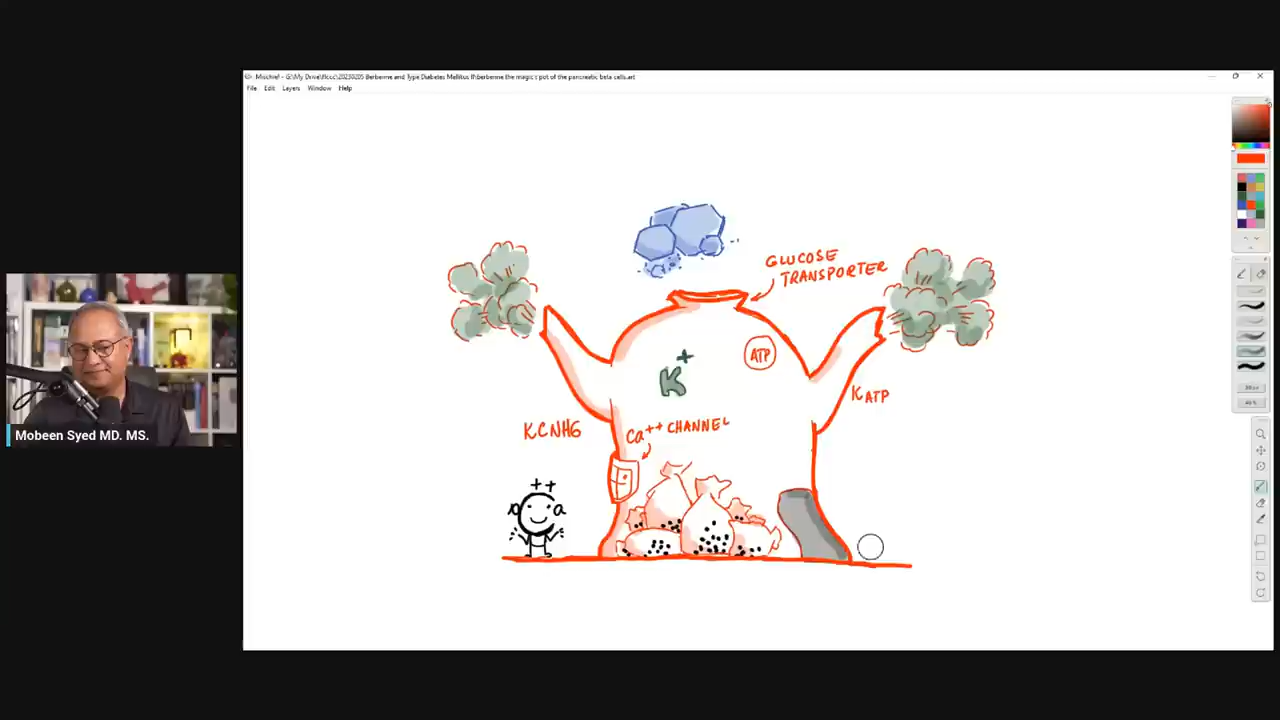 Mischief - G:\My Drive\flccc\20230205 Berberine and Type Diabetes Mellitus II\berberine the magic's pot of the pancreatic beta cells.art
File Edit Layers Window Help
GLUCOSE
TRANSPORTER
ATP
K+
KATP
KCNH6
Ca++ CHANNEL
++
Ca
Mobeen Syed MD. MS.